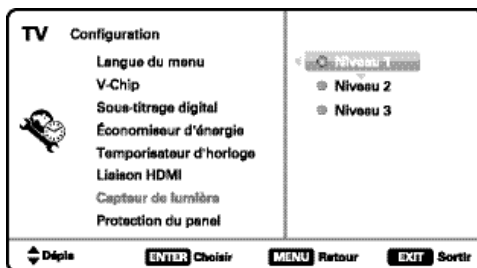 TV Configuration
Langue du menu
V-Chip
Sous-titrage digital
Économiseur d'énergie
Temporisateur d'horloge
Liaison HDMI
Capteur de lumière
Protection du panel
Niveau 1
Niveau 2
Niveau 3
Dépla ENTER Choisir MENU Retour EXIT Sortir